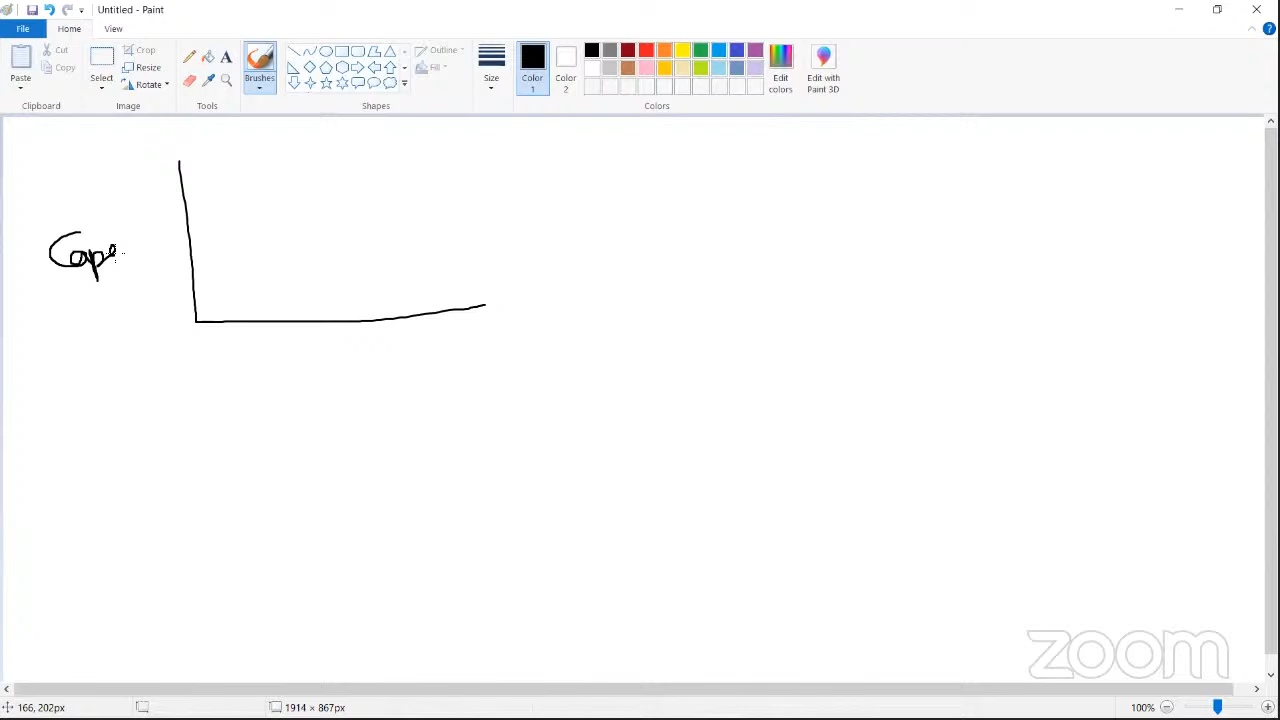 Untitled - Paint
File
Home
View
Paste
Cut
Copy
Clipboard
Select
Crop
Resize
Rotate
Image
Tools
Brushes
Outline
Fill
Shapes
Size
Color 1
Color 2
Edit colors
Edit with Paint 3D
Colors
zoom
166, 202px
1914 × 867px
100%